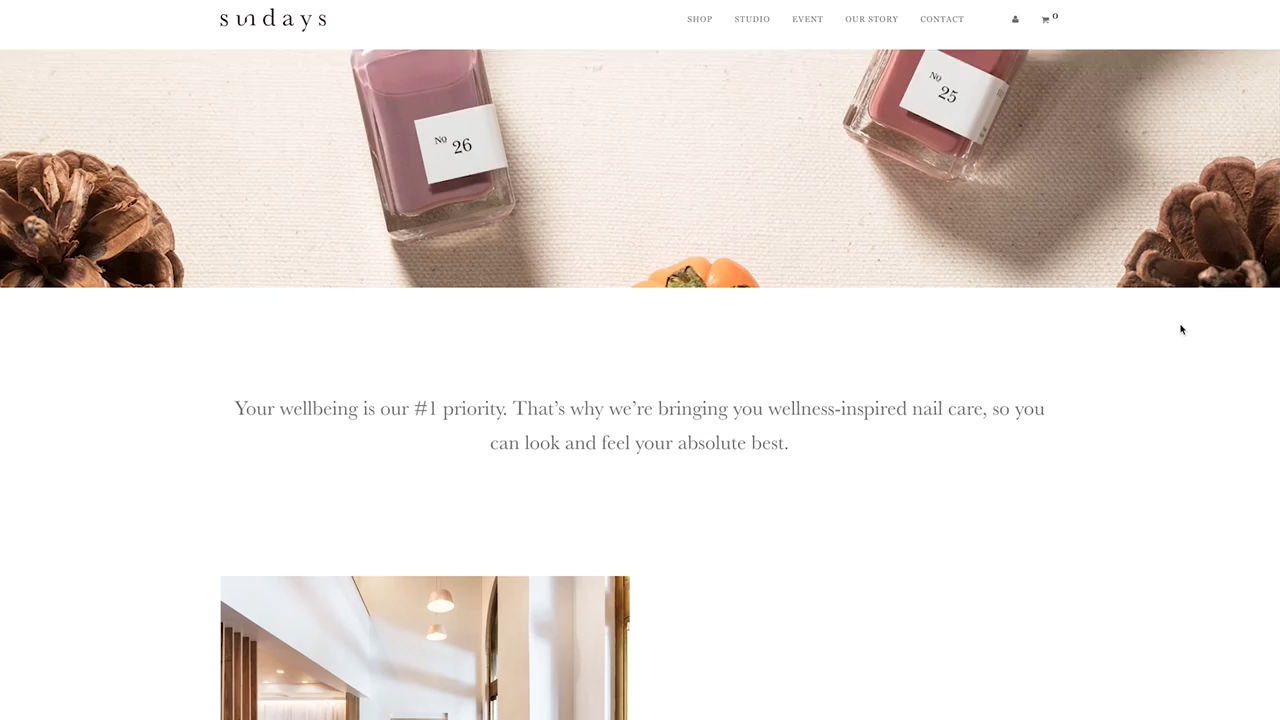 sundays
SHOP STUDIO EVENT OUR STORY CONTACT 0
No 26
No 25
Your wellbeing is our #1 priority. That's why we're bringing you wellness-inspired nail care, so you
can look and feel your absolute best.